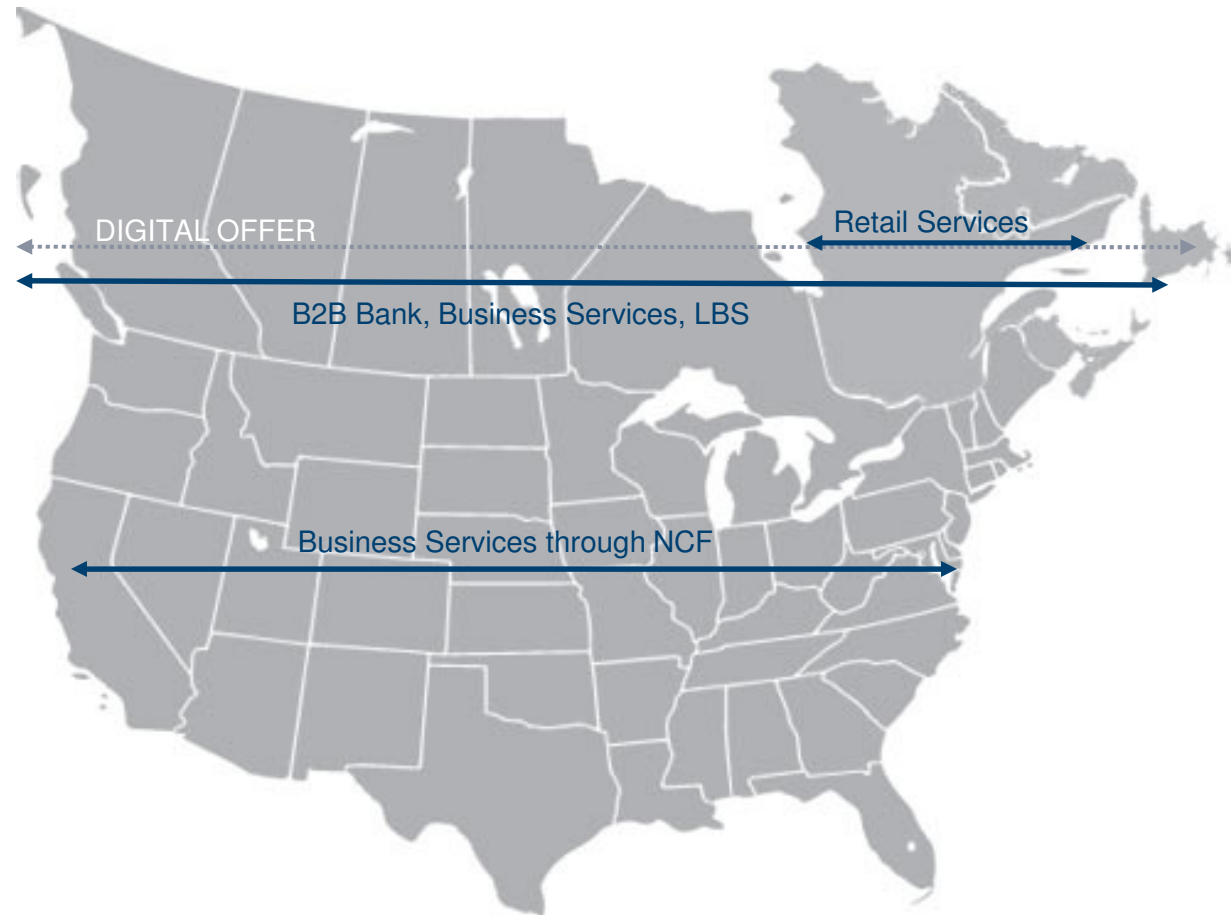 Retail Services
DIGITAL OFFER
B2B Bank, Business Services, LBS
Business Services through NCF